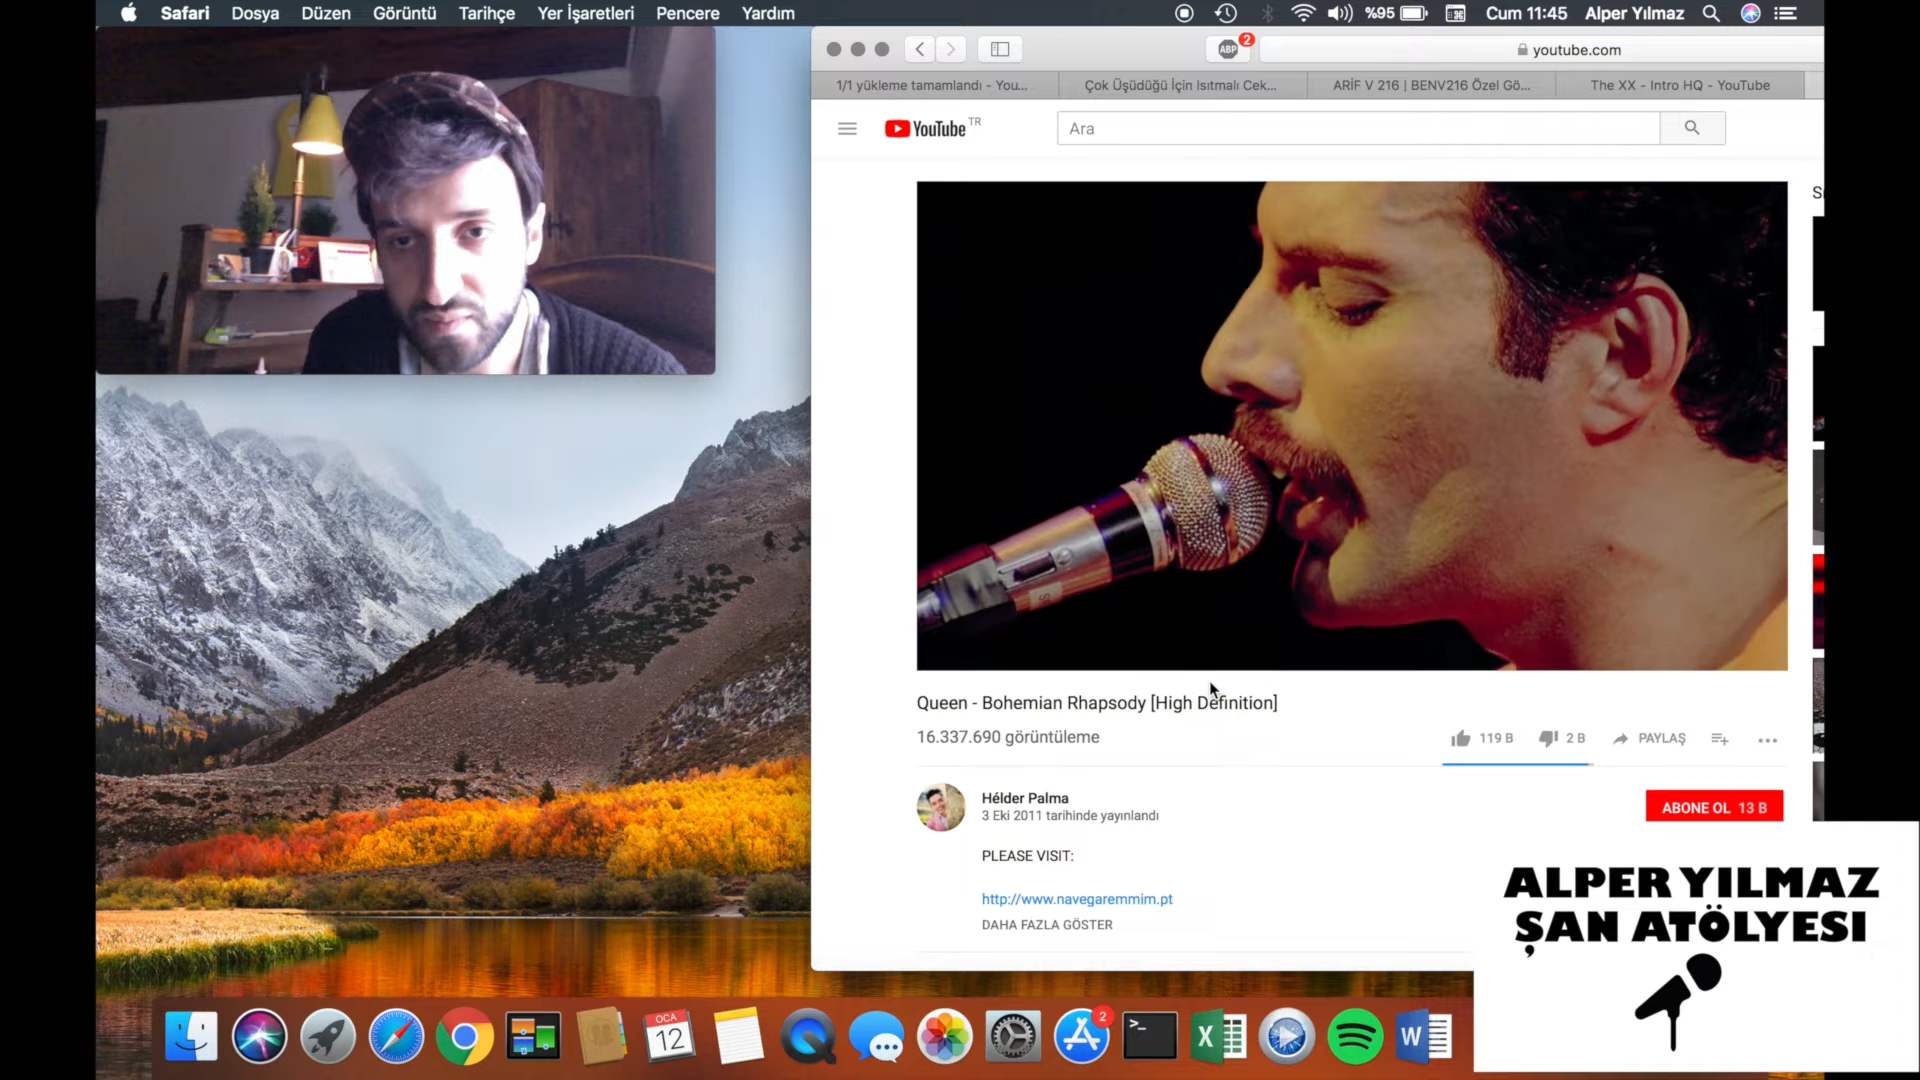 Safari Dosya Düzen Görüntü Tarihçe Yer İşaretleri Pencere Yardım %95 Cum 11:45 Alper Yılmaz
ABP 2 youtube.com
1/1 yükleme tamamlandı - You... Çok Üşüdüğü İçin Isıtmalı Cek... ARİF V 216 | BENV216 Özel Gö... The XX - Intro HQ - YouTube
YouTube TR Ara
Queen - Bohemian Rhapsody [High Definition]
16.337.690 görüntüleme
119 B 2 B PAYLAŞ
Hélder Palma
3 Eki 2011 tarihinde yayınlandı
ABONE OL 13 B
PLEASE VISIT:
http://www.navegaremmim.pt
DAHA FAZLA GÖSTER
ALPER YILMAZ
ŞAN ATÖLYESI
OCA
12
2